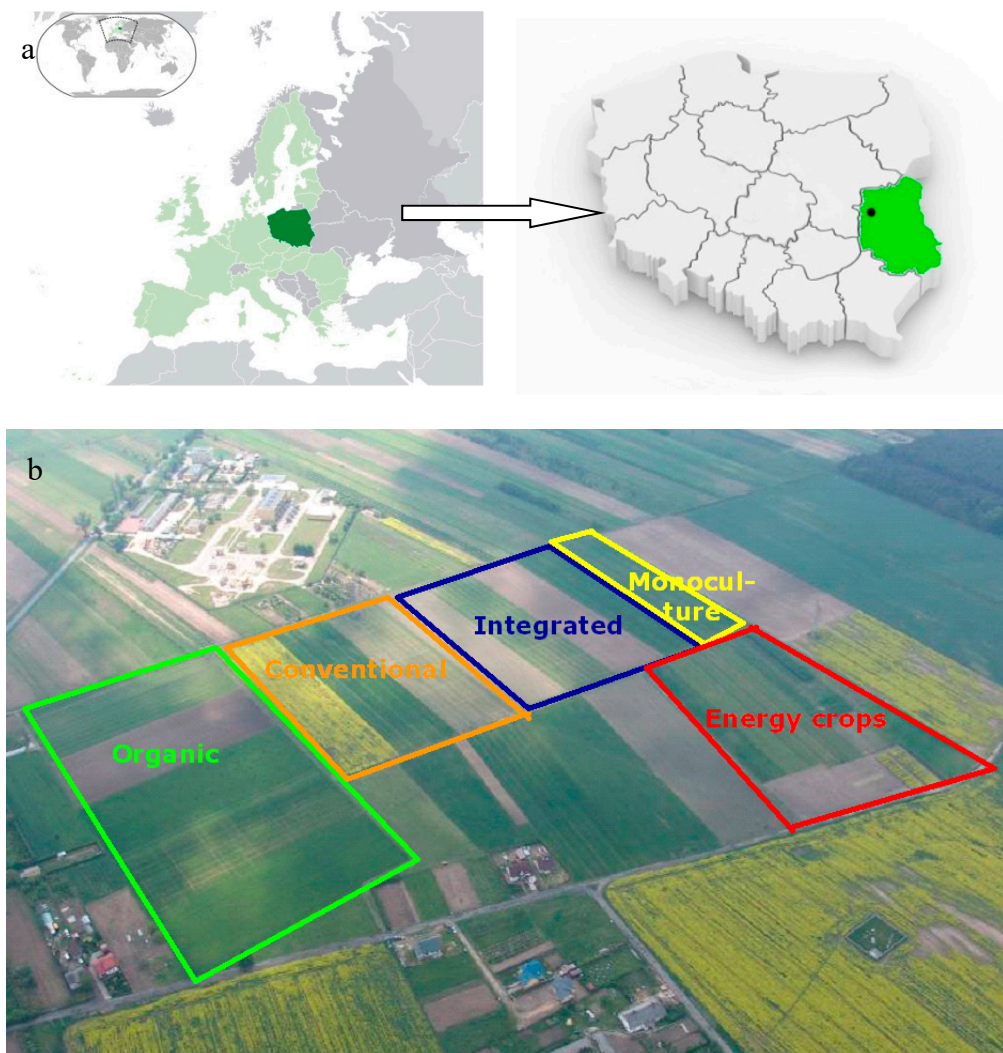 a
b
Monocul-
ture
Integrated
Conventional
Energy crops
Organic